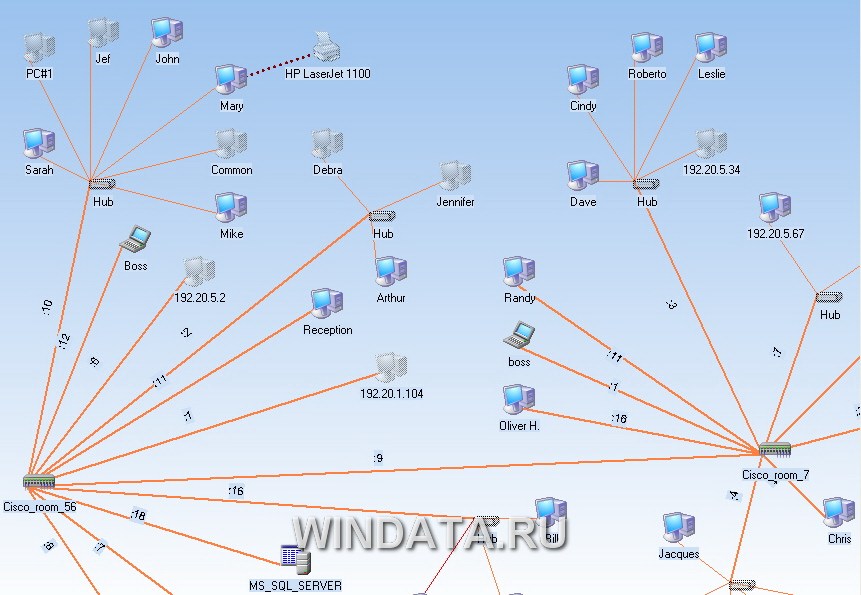 PC#1
Jef
John
HP LaserJet 1100
Mary
Roberto
Leslie
Cindy
Sarah
Common
Debra
Jennifer
192.20.5.34
Hub
Mike
Hub
Dave
Hub
192.20.5.67
Boss
192.20.5.2
Arthur
Randy
Reception
Hub
:10
:12
:2
:3
:11
:7
boss
:11
:1
192.20.1.104
:7
:16
Oliver H.
:9
Cisco_room_7
:16
Cisco_room_56
:18
WINDATA.RU
Bill
Jacques
Chris
:7
MS_SQL_SERVER